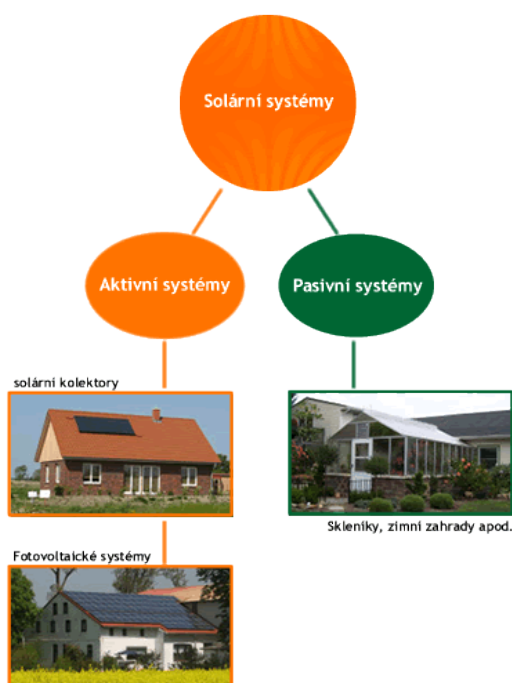 Solární systémy
Aktivní systémy
Pasivní systémy
solární kolektory
Skleníky, zimní zahrady apod.
Fotovoltaické systémy